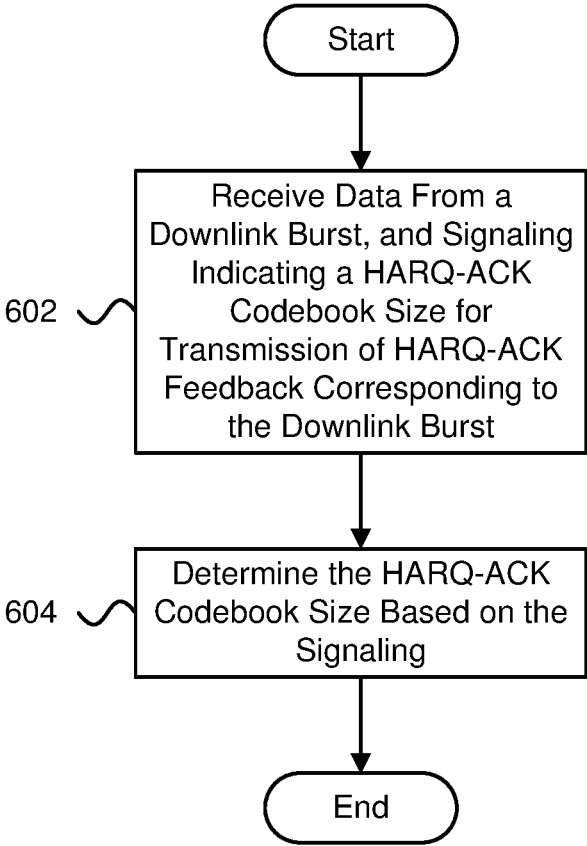 Start
Receive Data From a
Downlink Burst, and Signaling
Indicating a HARQ-ACK
602
Codebook Size for
Transmission of HARQ-ACK
Feedback Corresponding to
the Downlink Burst
Determine the HARQ-ACK
604
Codebook Size Based on the
Signaling
End